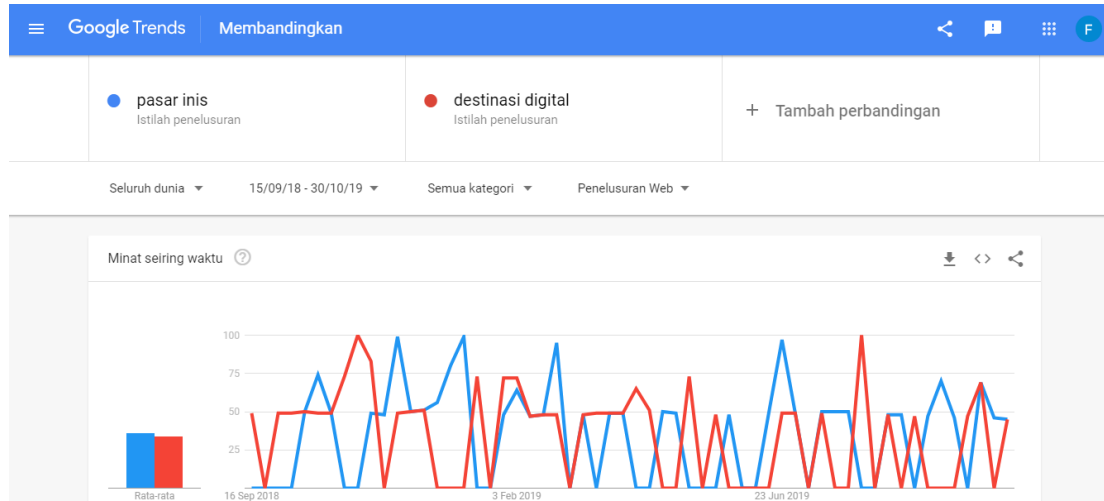 Google Trends Membandingkan
F
pasar inis
Istilah penelusuran
destinasi digital
Istilah penelusuran
+ Tambah perbandingan
Seluruh dunia
15/09/18 - 30/10/19
Semua kategori
Penelusuran Web
Minat seiring waktu
100
75
50
25
Rata-rata
16 Sep 2018
3 Feb 2019
23 Jun 2019